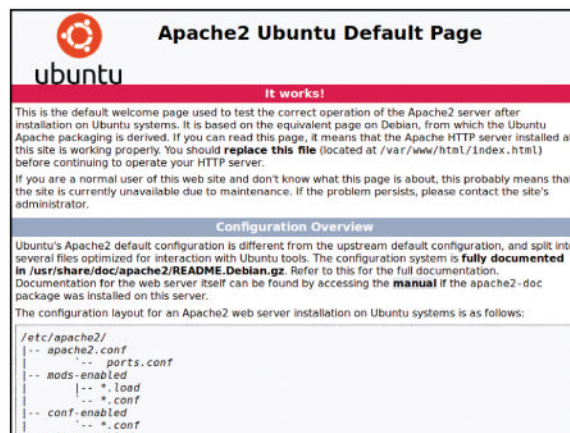 Apache2 Ubuntu Default Page
ubuntu
It works!
This is the default welcome page used to test the correct operation of the Apache2 server after
installation on Ubuntu systems. It is based on the equivalent page on Debian, from which the Ubuntu
Apache packaging is derived. If you can read this page, it means that the Apache HTTP server installed at
this site is working properly. You should replace this file (located at /var/www/html/index.html)
before continuing to operate your HTTP server.
If you are a normal user of this web site and don't know what this page is about, this probably means that
the site is currently unavailable due to maintenance. If the problem persists, please contact the site's
administrator.
Configuration Overview
Ubuntu's Apache2 default configuration is different from the upstream default configuration, and split into
several files optimized for interaction with Ubuntu tools. The configuration system is fully documented
in /usr/share/doc/apache2/README.Debian.gz. Refer to this for the full documentation.
Documentation for the web server itself can be found by accessing the manual if the apache2-doc
package was installed on this server.
The configuration layout for an Apache2 web server installation on Ubuntu systems is as follows:
/etc/apache2/
|-- apache2.conf
|       `--  ports.conf
|-- mods-enabled
|       |-- *.load
|       `-- *.conf
|-- conf-enabled
|       `-- *.conf